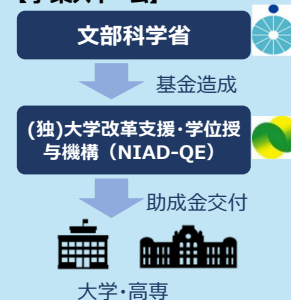 文部科学省
基金造成
(独)大学改革支援・学位授
与機構（NIAD-QE）
助成金交付
大学・高専